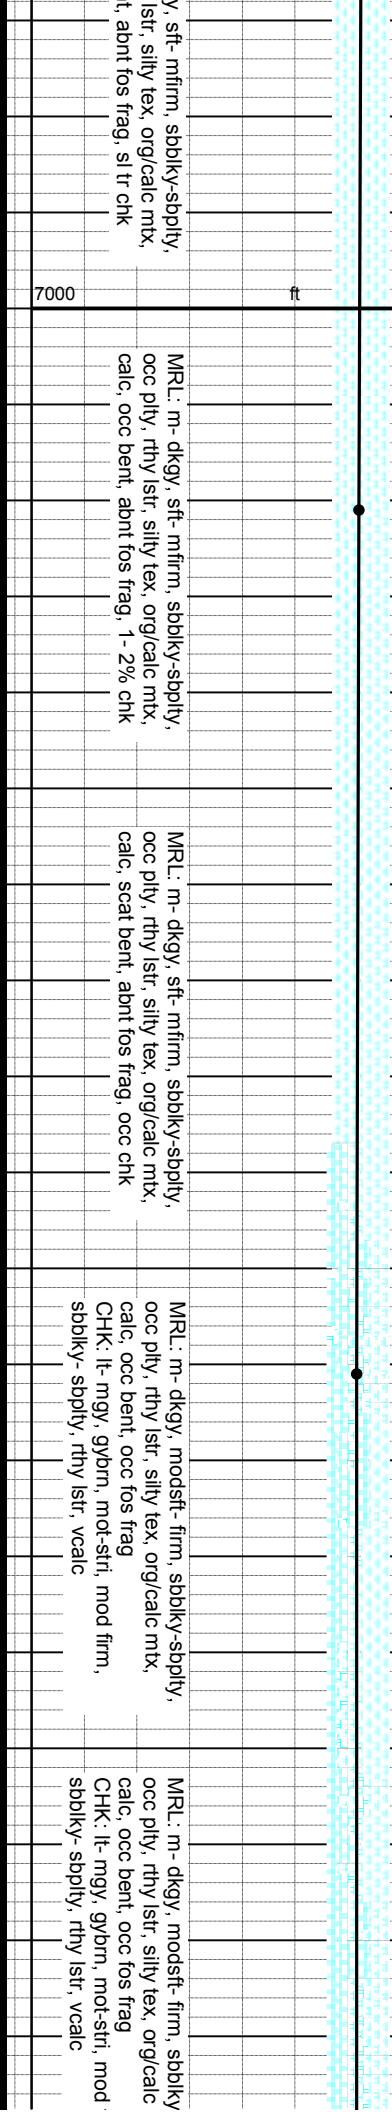 y, sft- mfirm, sbblky-sbplty,
lstr, silty tex, org/calc mtx,
t, abnt fos frag, sl tr chk
7000 ft
MRL: m- dkgy, sft- mfirm, sbblky-sbplty,
occ plty, rthy lstr, silty tex, org/calc mtx,
calc, occ bent, abnt fos frag, 1- 2% chk
MRL: m- dkgy, sft- mfirm, sbblky-sbplty,
occ plty, rthy lstr, silty tex, org/calc mtx,
calc, scat bent, abnt fos frag, occ chk
MRL: m- dkgy, modsft- firm, sbblky-sbplty,
occ plty, rthy lstr, silty tex, org/calc mtx,
calc, occ bent, occ fos frag
CHK: lt- mgy, gybrn, mot-stri, mod firm,
sbblky- sbplty, rthy lstr, vcalc
MRL: m- dkgy, modsft- firm, sbblky
occ plty, rthy lstr, silty tex, org/calc
calc, occ bent, occ fos frag
CHK: lt- mgy, gybrn, mot-stri, mod
sbblky- sbplty, rthy lstr, vcalc